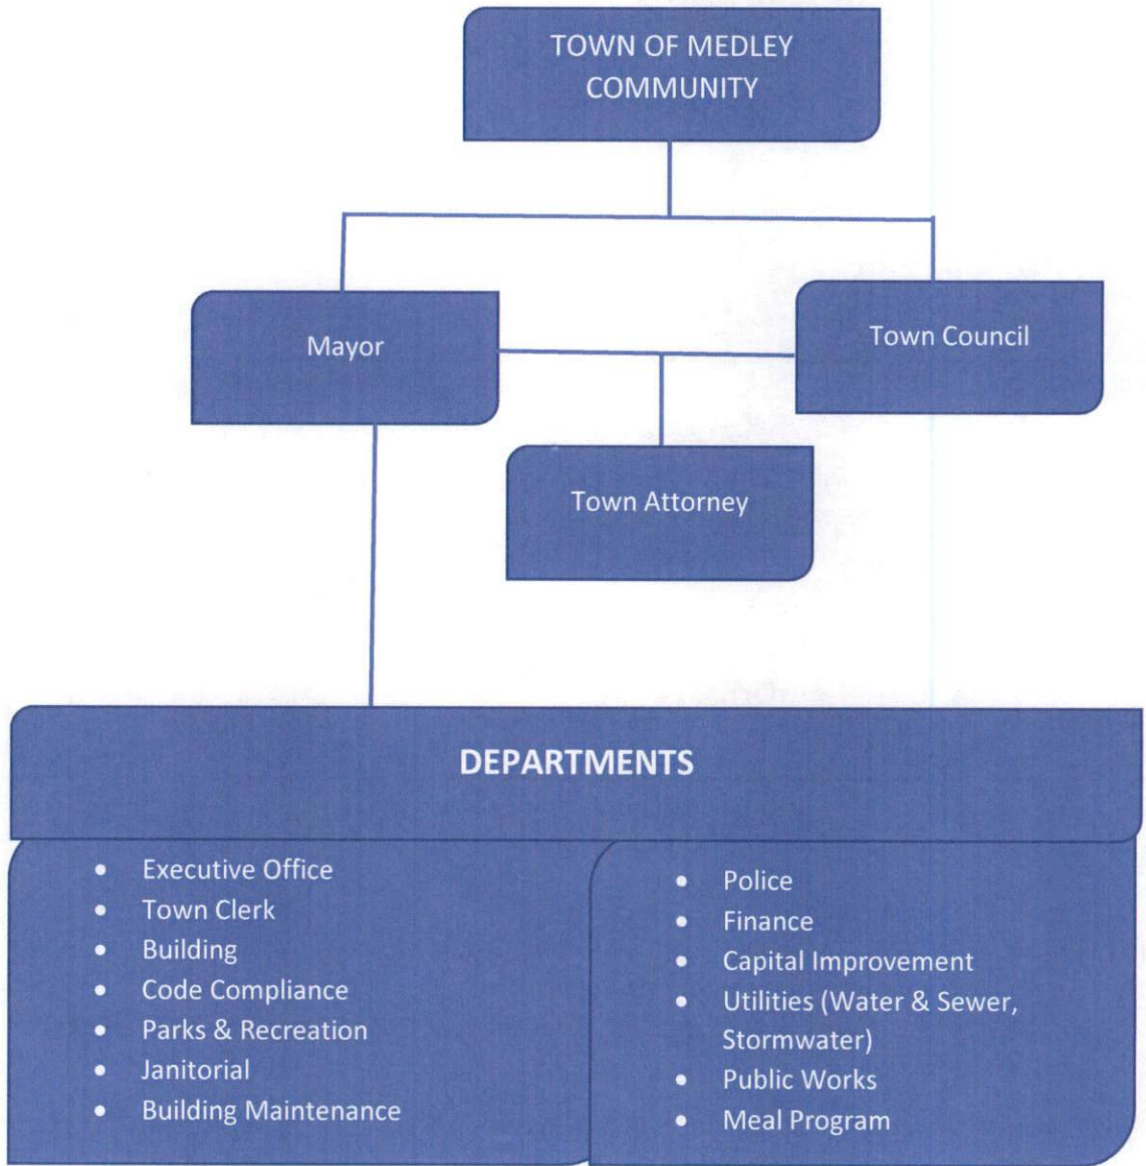 TOWN OF MEDLEY
COMMUNITY
Mayor
Town Council
Town Attorney
DEPARTMENTS
• Executive Office
• Town Clerk
• Building
• Code Compliance
• Parks & Recreation
• Janitorial
• Building Maintenance
• Police
• Finance
• Capital Improvement
• Utilities (Water & Sewer,
Stormwater)
• Public Works
• Meal Program